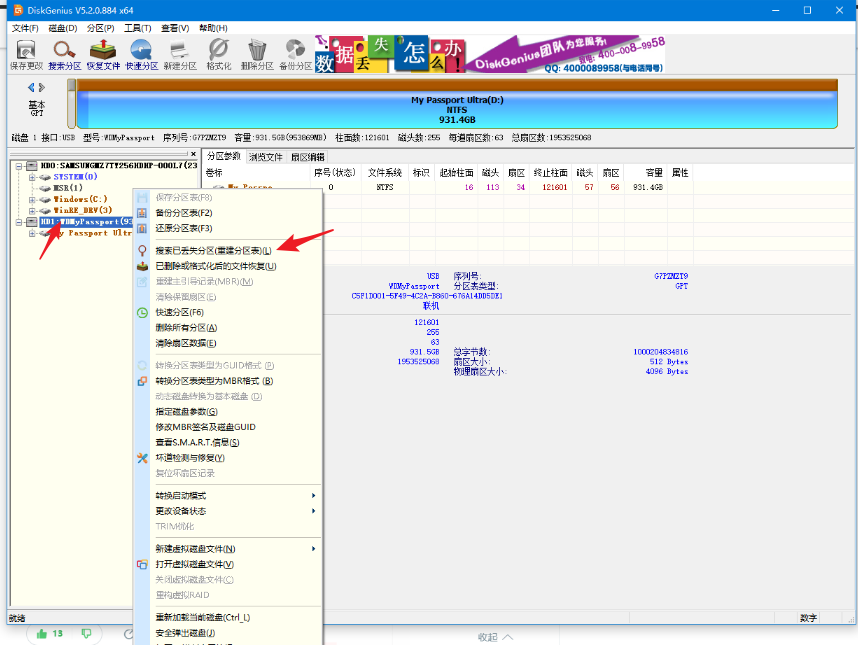 DiskGenius V5.2.0.884 x64
文件(F) 磁盘(D) 分区(P) 工具(T) 查看(V) 帮助(H)
保存更改 搜索分区 恢复文件 快速分区 新建分区 格式化 删除分区 备份分区
数据丢失怎么办!
DiskGenius团队为您服务!
致电: 400-008-9958
QQ: 4000089958(与电话同号)
基本
GPT
My Passport Ultra(D:)
NTFS
931.4GB
磁盘 1 接口:USB 型号:WDMyPassport 序列号:G7PZMZT9 容量:931.5GB(953869MB) 柱面数:121601 磁头数:255 每道扇区数:63 总扇区数:1953525068
HD0:SAMSUNGMZ7TY256HDHP-000L7(23
SYSTEM(0)
MSR(1)
Windows(C:)
WinRE_DRV(3)
HD1:WDMyPassport(93
My Passport Ultr
分区参数 浏览文件 扇区编辑
卷标 序号(状态) 文件系统 标识 起始柱面 磁头 扇区 终止柱面 磁头 扇区 容量 属性
My Passpo 0 NTFS 16 113 34 121601 57 56 931.4GB
USB 序列号: G7PZMZT9
WDMyPassport 分区表类型: GPT
C5F1D001-5F49-4C2A-B860-676A14DD5DE1
联机
121601
255
63
931.5GB 总字节数: 1000204834816
1953525068 扇区大小: 512 Bytes
物理扇区大小: 4096 Bytes
保存分区表(F8)
备份分区表(F2)
还原分区表(F3)
搜索已丢失分区(重建分区表)(L)
已删除或格式化后的文件恢复(U)
重建主引导记录(MBR)(M)
清除保留扇区(E)
快速分区(F6)
删除所有分区(A)
清除扇区数据(E)
转换分区表类型为GUID格式 (P)
转换分区表类型为MBR格式 (B)
动态磁盘转换为基本磁盘 (D)
指定磁盘参数(G)
修改MBR签名及磁盘GUID
查看S.M.A.R.T.信息(S)
坏道检测与修复(Y)
复位坏扇区记录
转换启动模式
更改设备状态
TRIM优化
新建虚拟磁盘文件(N)
打开虚拟磁盘文件(V)
关闭虚拟磁盘文件(C)
重构虚拟RAID
重新加载当前磁盘(Ctrl_L)
安全弹出磁盘(J)
就绪
数字
13
收起